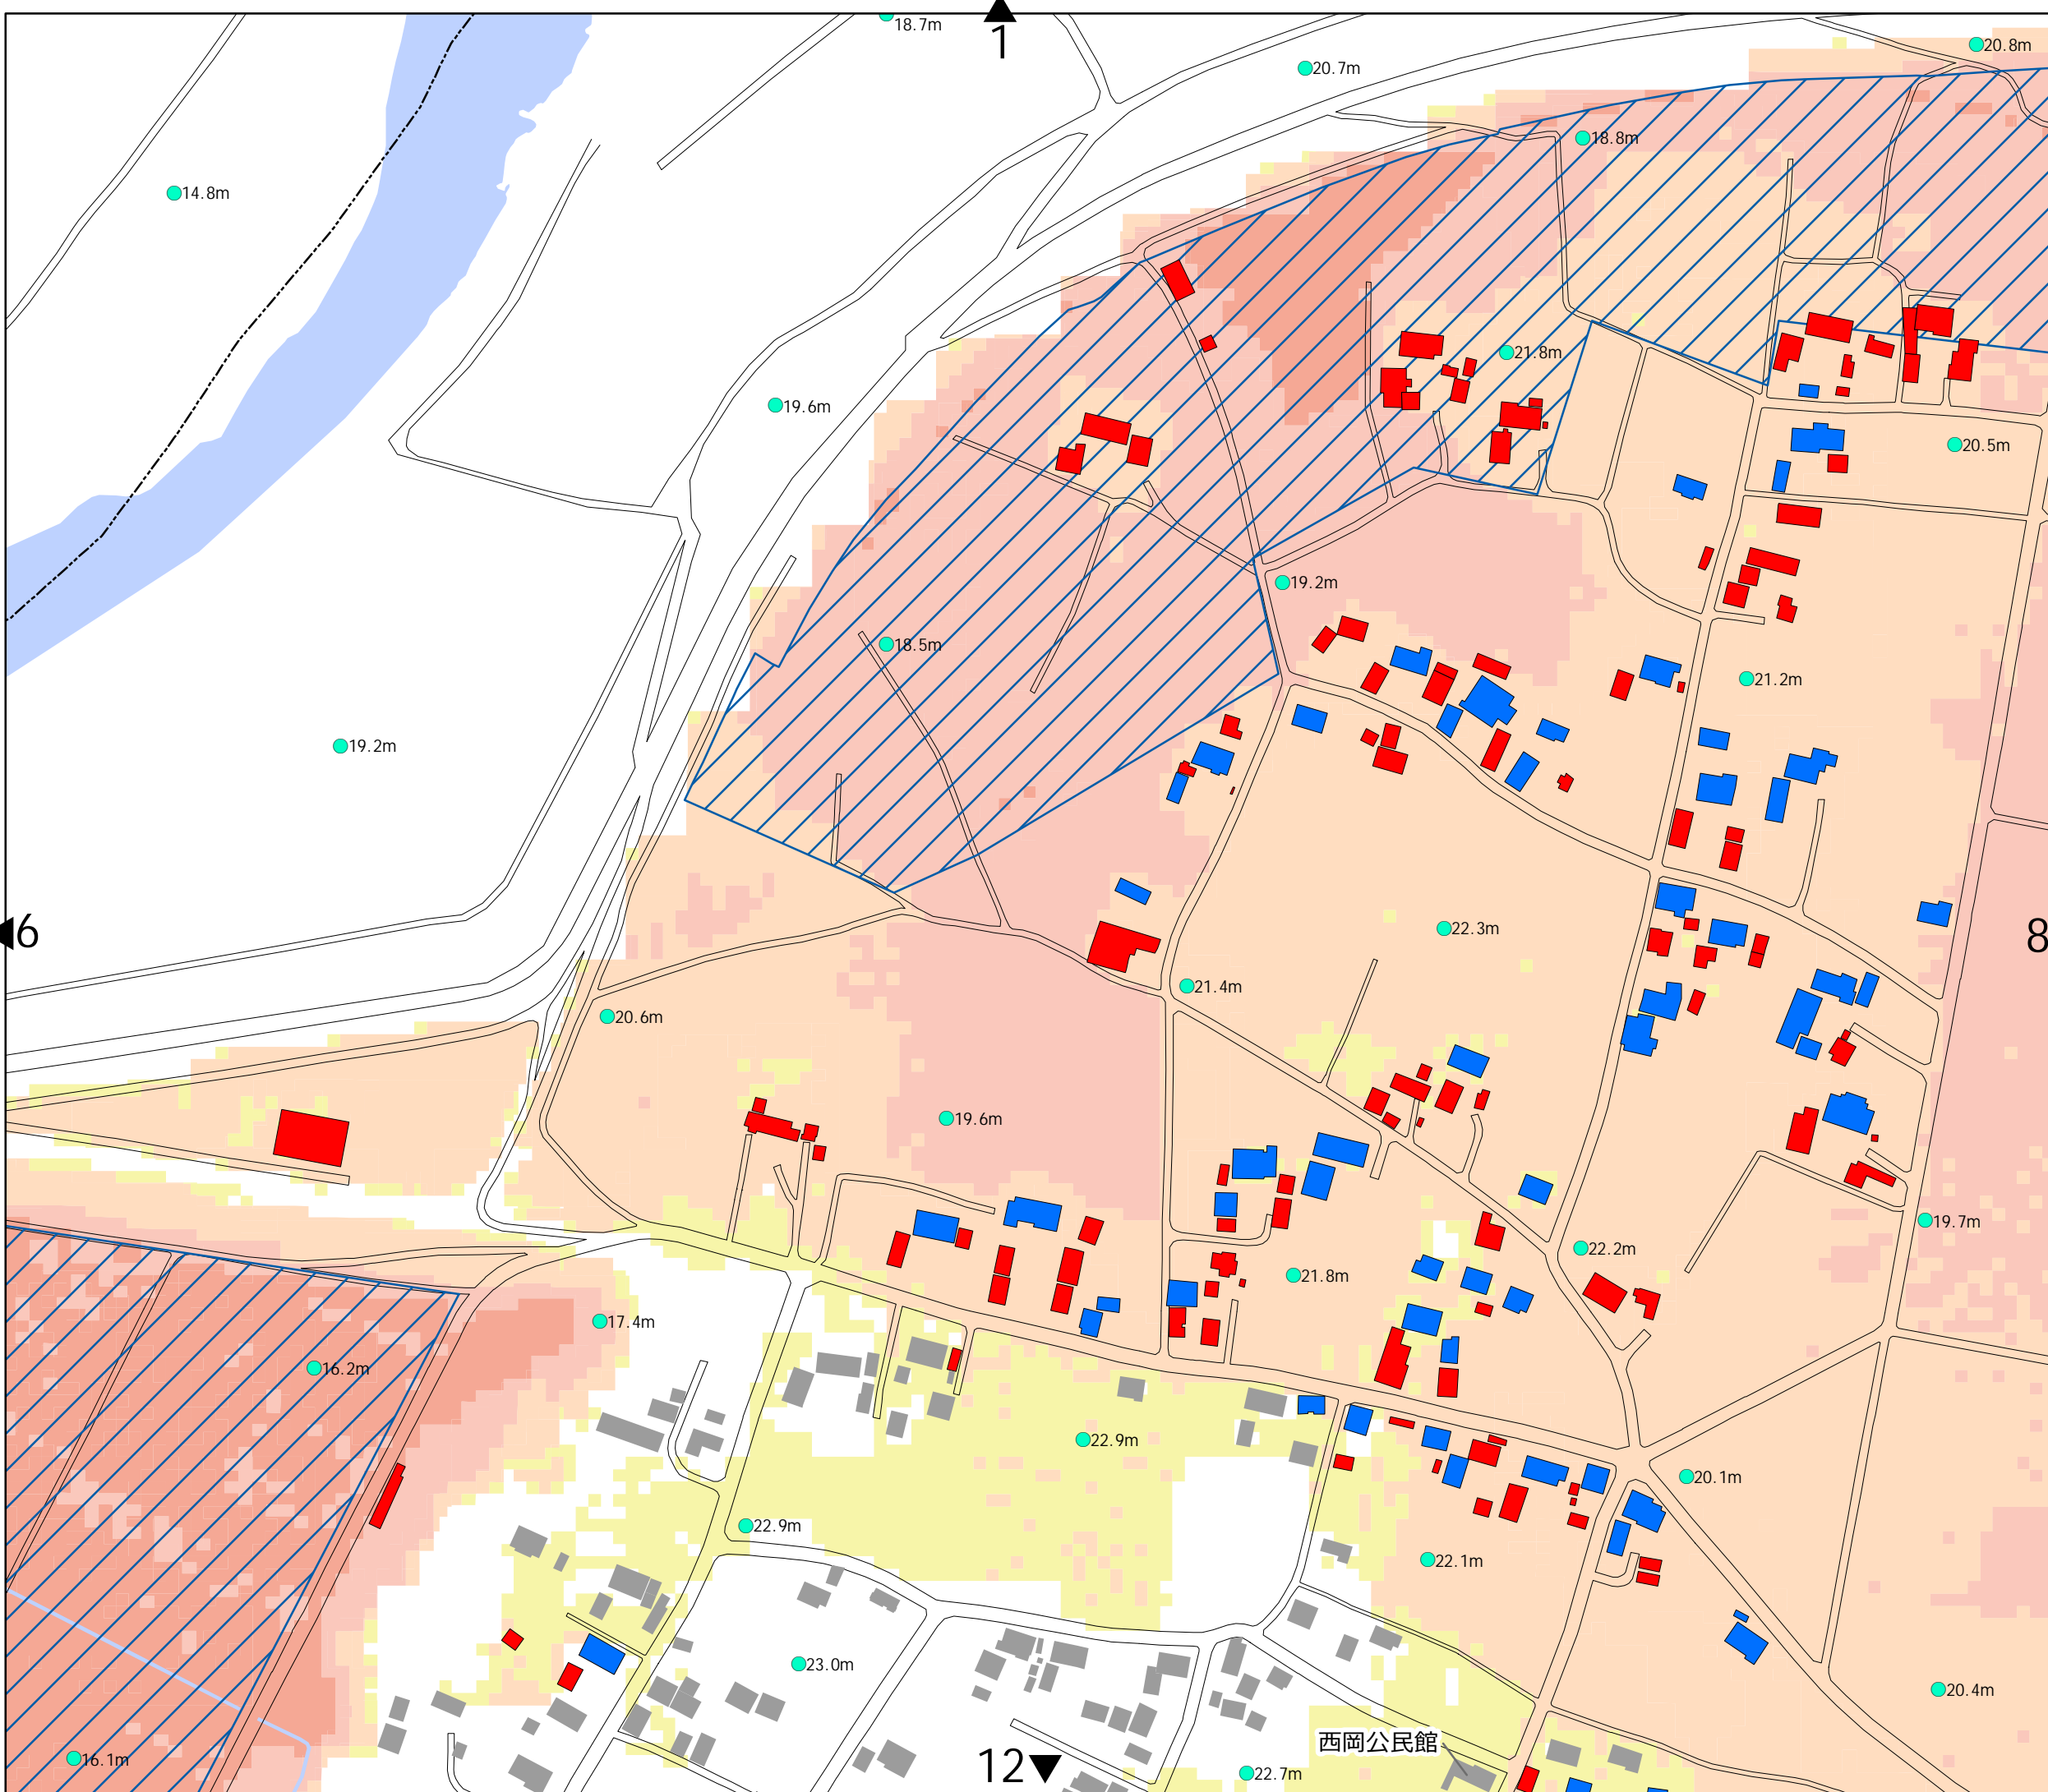 18.7m
1
20.8m
20.7m
18.8m
14.8m
21.8m
19.6m
20.5m
19.2m
18.5m
21.2m
19.2m
6
22.3m
8
21.4m
20.6m
19.6m
19.7m
22.2m
21.8m
17.4m
16.2m
22.9m
20.1m
22.9m
22.1m
23.0m
20.4m
西岡公民館
16.1m
12
22.7m